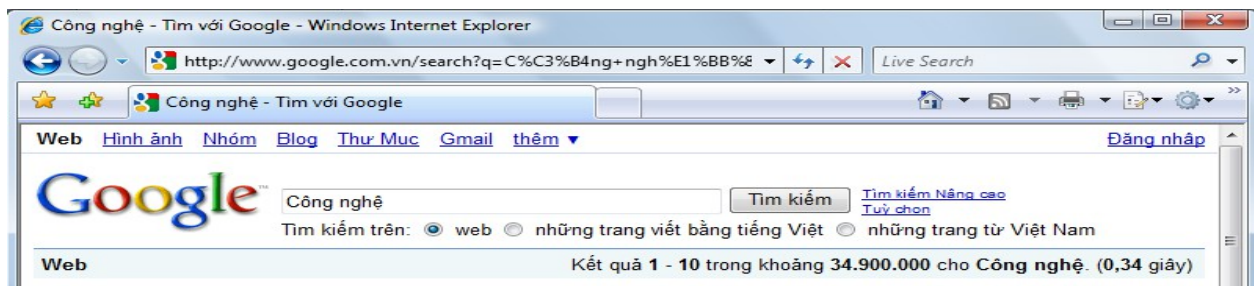 Công nghệ - Tìm với Google - Windows Internet Explorer
http://www.google.com.vn/search?q=C%C3%B4ng+ngh%E1%BB%8 Live Search
Công nghệ - Tìm với Google
Web Hình ảnh Nhóm Blog Thư Mục Gmail thêm ▼ Đăng nhập
Google™ Công nghệ Tìm kiếm Tìm kiếm Nâng cao
Tuỳ chọn
Tìm kiếm trên: web những trang viết bằng tiếng Việt những trang từ Việt Nam
Web Kết quả 1 - 10 trong khoảng 34.900.000 cho Công nghệ. (0,34 giây)